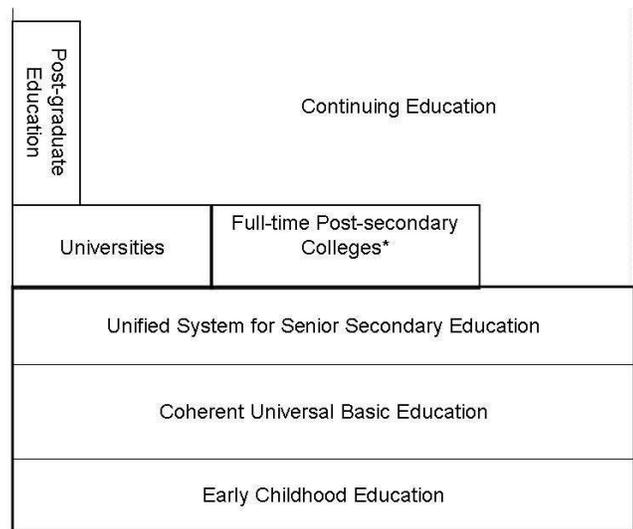 Post-graduate
Education
Continuing Education
Universities
Full-time Post-secondary
Colleges*
Unified System for Senior Secondary Education
Coherent Universal Basic Education
Early Childhood Education